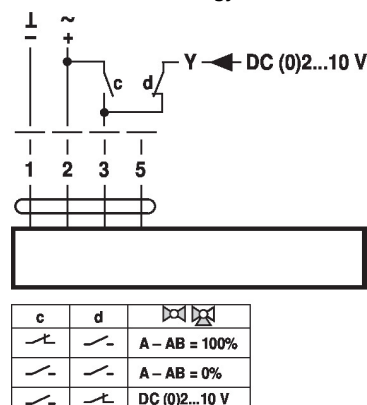 ⊥ ~
– +
c d Y DC (0)2...10 V
1 2 3 5
c d
A – AB = 100%
A – AB = 0%
DC (0)2...10 V